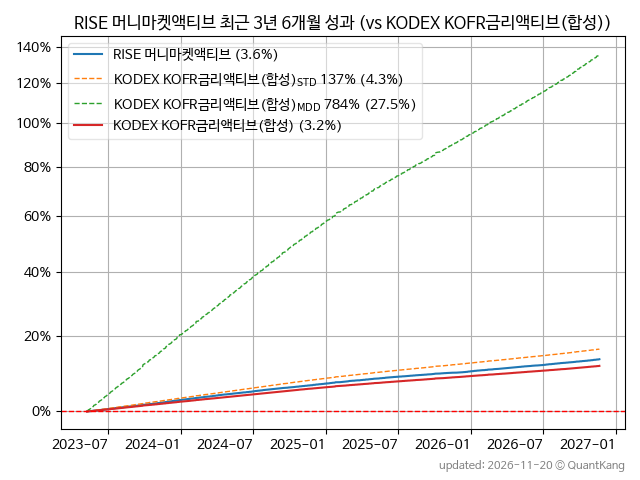 RISE 머니마켓액티브 최근 3년 6개월 성과 (vs KODEX KOFR금리액티브(합성))
RISE 머니마켓액티브 (3.6%)
KODEX KOFR금리액티브(합성)STD 137% (4.3%)
KODEX KOFR금리액티브(합성)MDD 784% (27.5%)
KODEX KOFR금리액티브(합성) (3.2%)
140%
120%
100%
80%
60%
40%
20%
0%
2023-07 2024-01 2024-07 2025-01 2025-07 2026-01 2026-07 2027-01
updated: 2026-11-20 © QuantKang